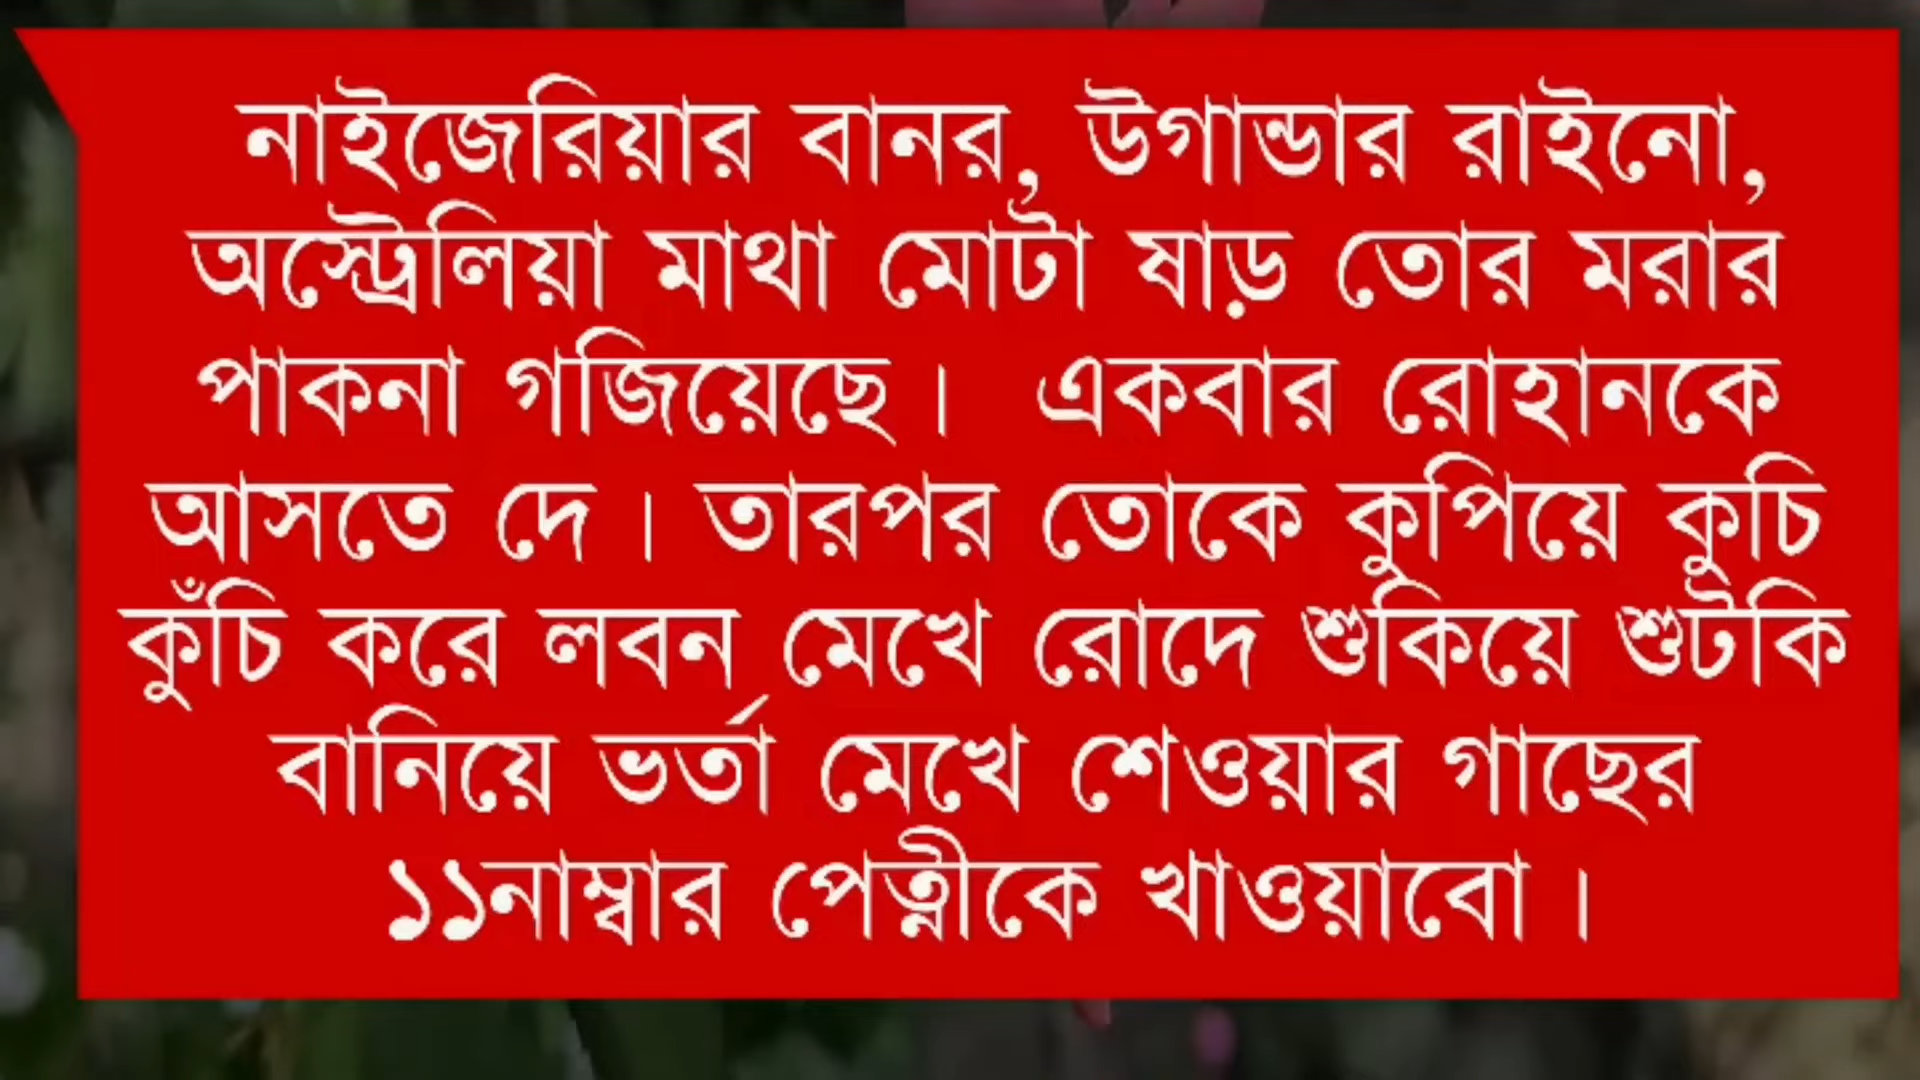 নাইজেরিয়ার বানর, উগান্ডার রাইনো,
অস্ট্রেলিয়া মাথা মোটা ষাড় তোর মরার
পাকনা গজিয়েছে। একবার রোহানকে
আসতে দে । তারপর তোকে কুপিয়ে কুচি
কুঁচি করে লবন মেখে রোদে শুকিয়ে শুটকি
বানিয়ে ভর্তা মেখে শেওয়ার গাছের
১১নাম্বার পেত্নীকে খাওয়াবো ।